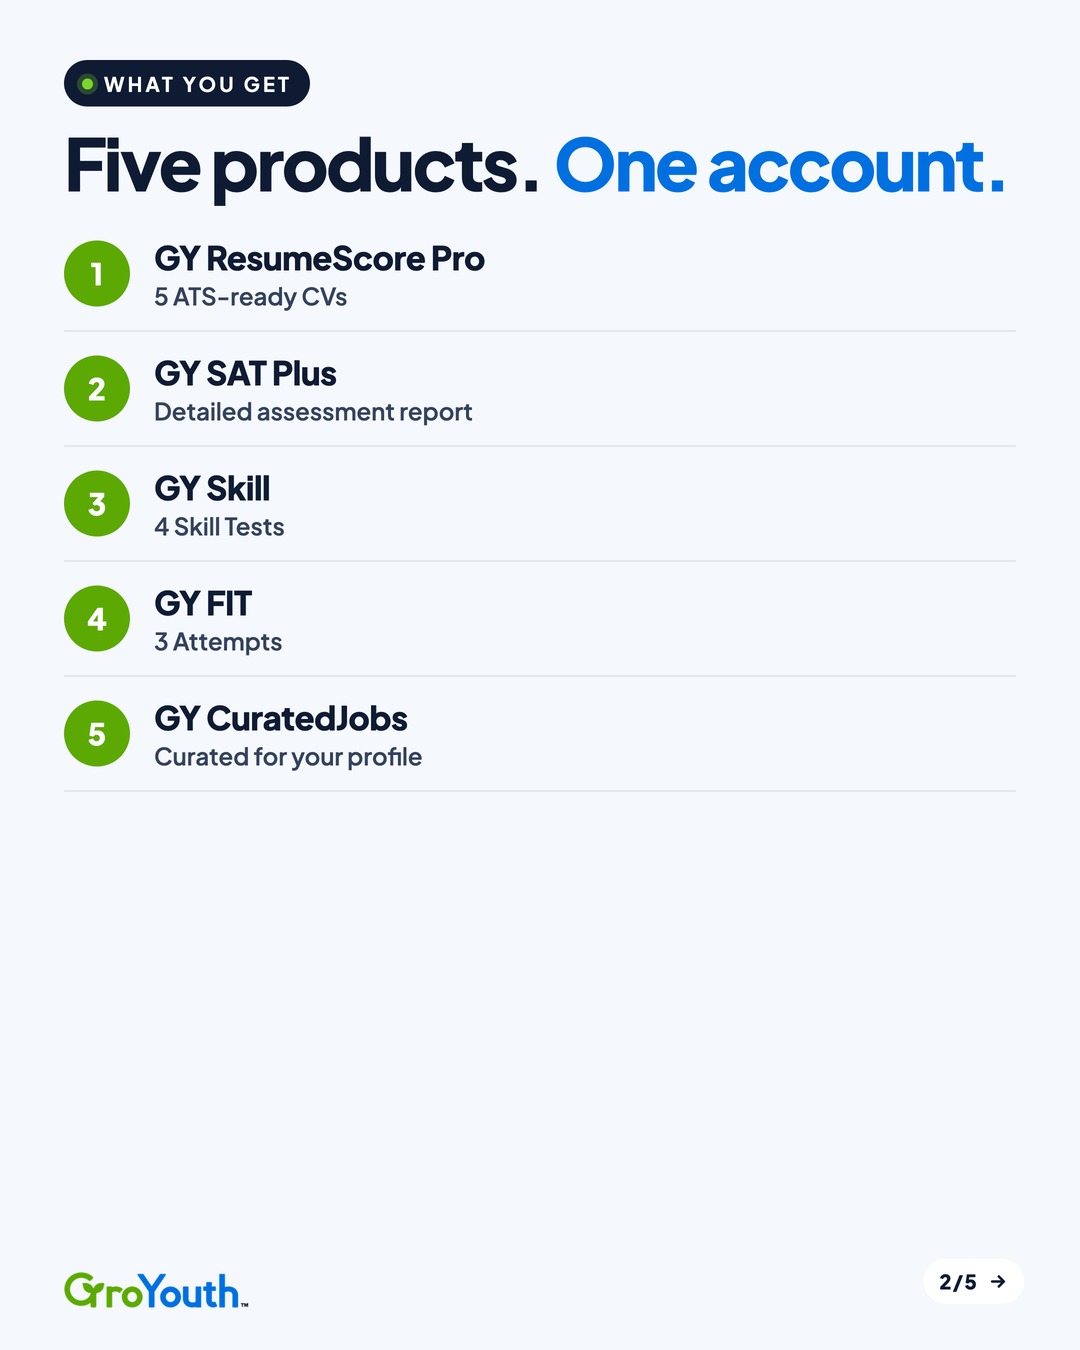 WHAT YOU GET
Five products. One account.
1
GY ResumeScore Pro
5 ATS-ready CVs
2
GY SAT Plus
Detailed assessment report
3
GY Skill
4 Skill Tests
4
GY FIT
3 Attempts
5
GY CuratedJobs
Curated for your profile
GroYouth™
2/5 →